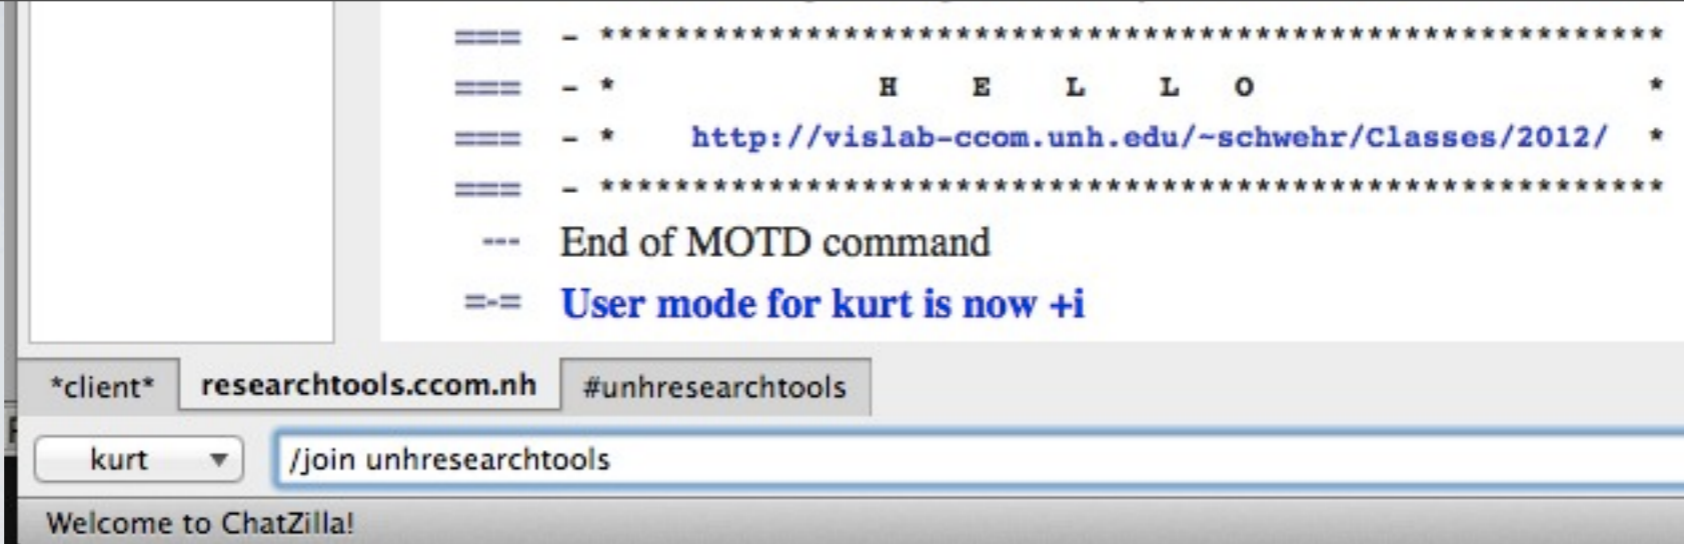 === - *********************************************************
=== - * H E L L O *
=== - * http://vislab-ccom.unh.edu/~schwehr/Classes/2012/ *
=== - *********************************************************
--- End of MOTD command
=-= User mode for kurt is now +i
*client* researchtools.ccom.nh #unhresearchtools
kurt /join unhresearchtools
Welcome to ChatZilla!